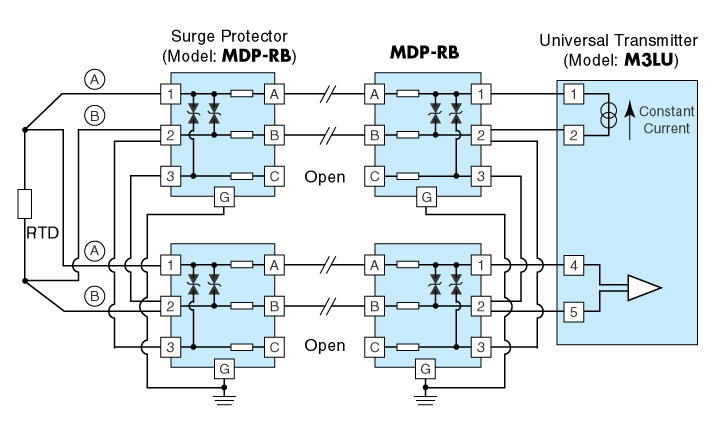 Surge Protector
(Model: MDP-RB)
MDP-RB
Universal Transmitter
(Model: M3LU)
A
1
A
A
1
1
Constant
Current
B
2
B
B
2
2
3
C
Open
C
3
G
G
RTD
A
1
A
A
1
4
B
2
B
B
2
5
3
C
Open
C
3
G
G